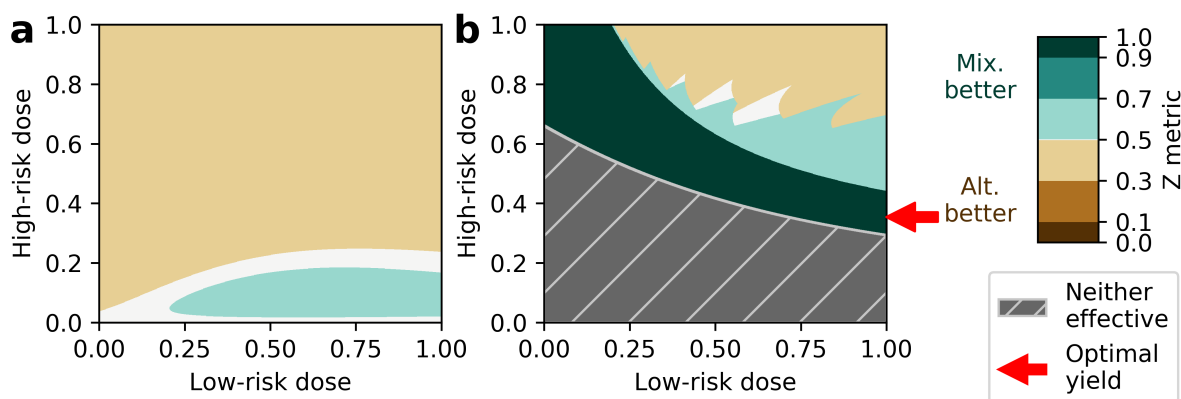 a
1.0
0.8
0.6
0.4
0.2
0.0
High-risk dose
0.00 0.25 0.50 0.75 1.00
Low-risk dose
b
1.0
0.8
0.6
0.4
0.2
0.0
High-risk dose
0.00 0.25 0.50 0.75 1.00
Low-risk dose
Mix.
better
Alt.
better
1.0
0.9
0.7
0.5
0.3
0.1
0.0
Z metric
Neither
effective
Optimal
yield